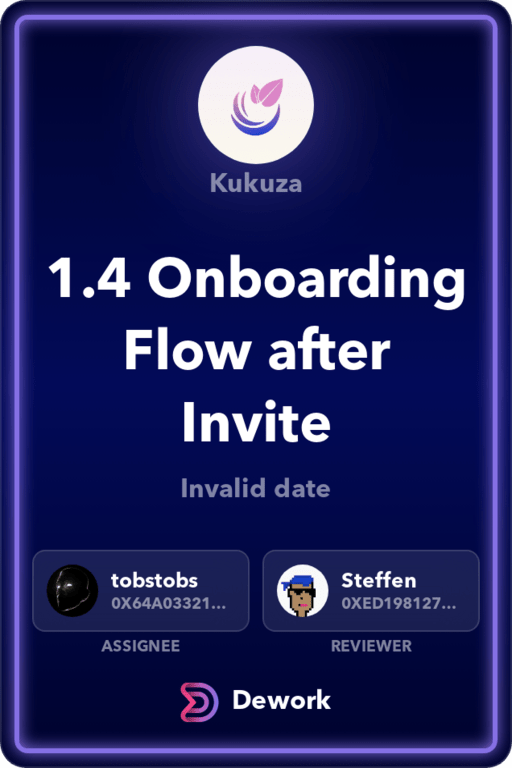 Kukuza
1.4 Onboarding
Flow after
Invite
Invalid date
tobstobs
0X64A03321...
Steffen
0XED198127...
ASSIGNEE
REVIEWER
Dework